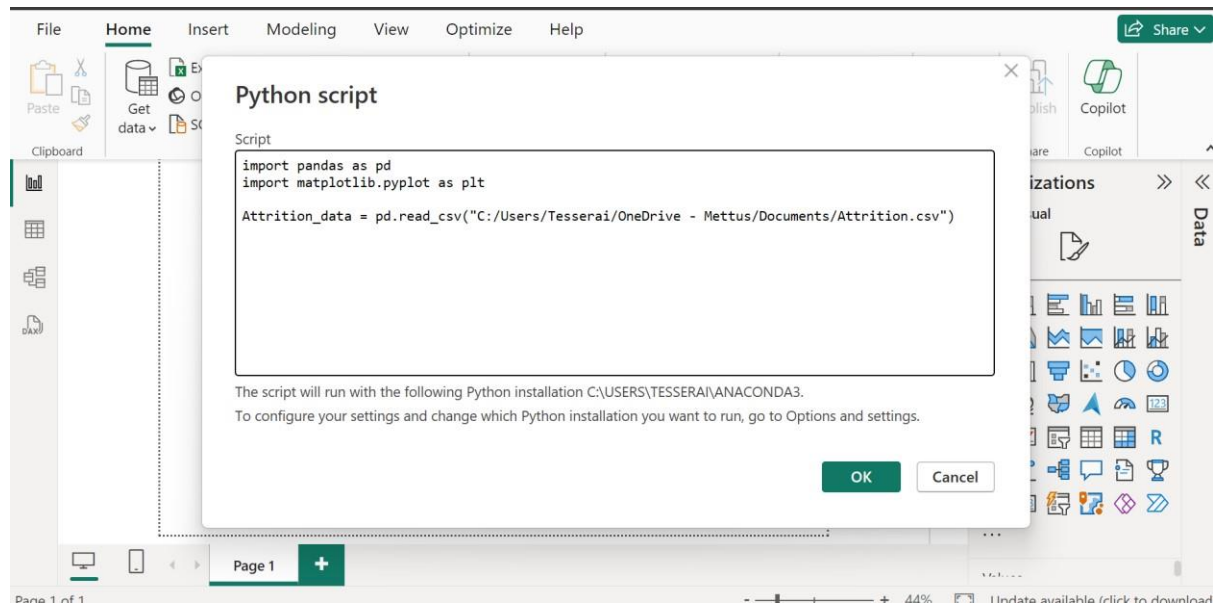 File Home Insert Modeling View Optimize Help Share
Paste
Get
data
Clipboard
Copilot
Copilot
Python script
Script
import pandas as pd
import matplotlib.pyplot as plt
Attrition_data = pd.read_csv("C:/Users/Tesserai/OneDrive - Mettus/Documents/Attrition.csv")
The script will run with the following Python installation C:\USERS\TESSERAI\ANACONDA3.
To configure your settings and change which Python installation you want to run, go to Options and settings.
OK Cancel
izations
ual
Data
123
R
DAX
Page 1
Page 1 of 1
44%
Update available (click to download